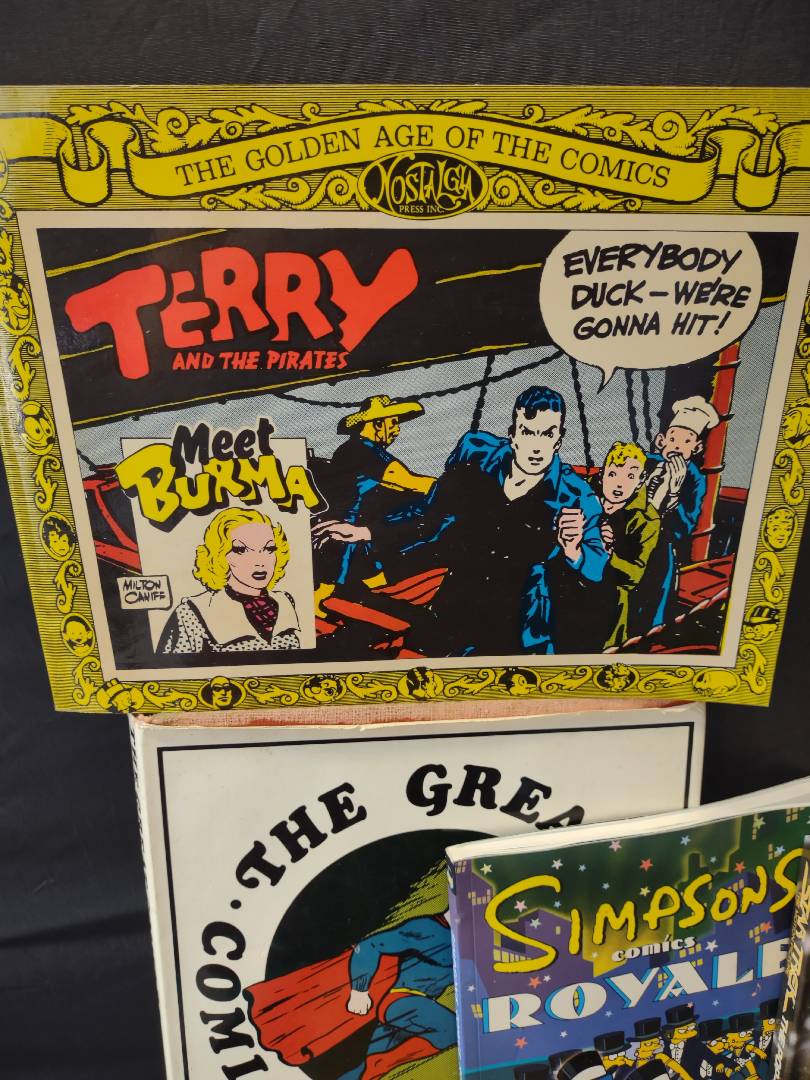 THE GOLDEN AGE OF THE COMICS
NOSTALGIA
PRESS INC.
TERRY
AND THE PIRATES
EVERYBODY
DUCK—WE'RE
GONNA HIT!
Meet
BURMA
MILTON
CANIFF
THE GREA
COMI
SIMPSONS
comics
ROYALE